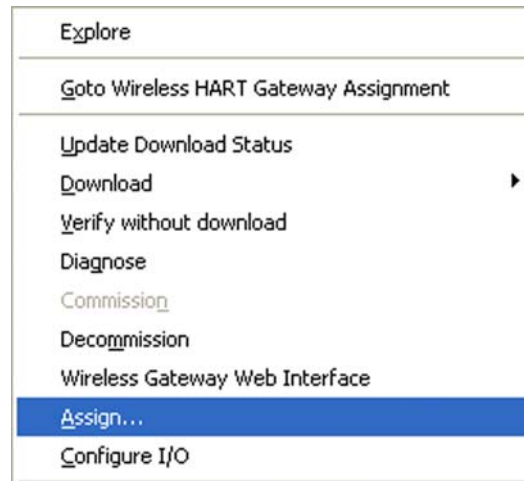 Explore
Goto Wireless HART Gateway Assignment
Update Download Status
Download
Verify without download
Diagnose
Commission
Decommission
Wireless Gateway Web Interface
Assign...
Configure I/O